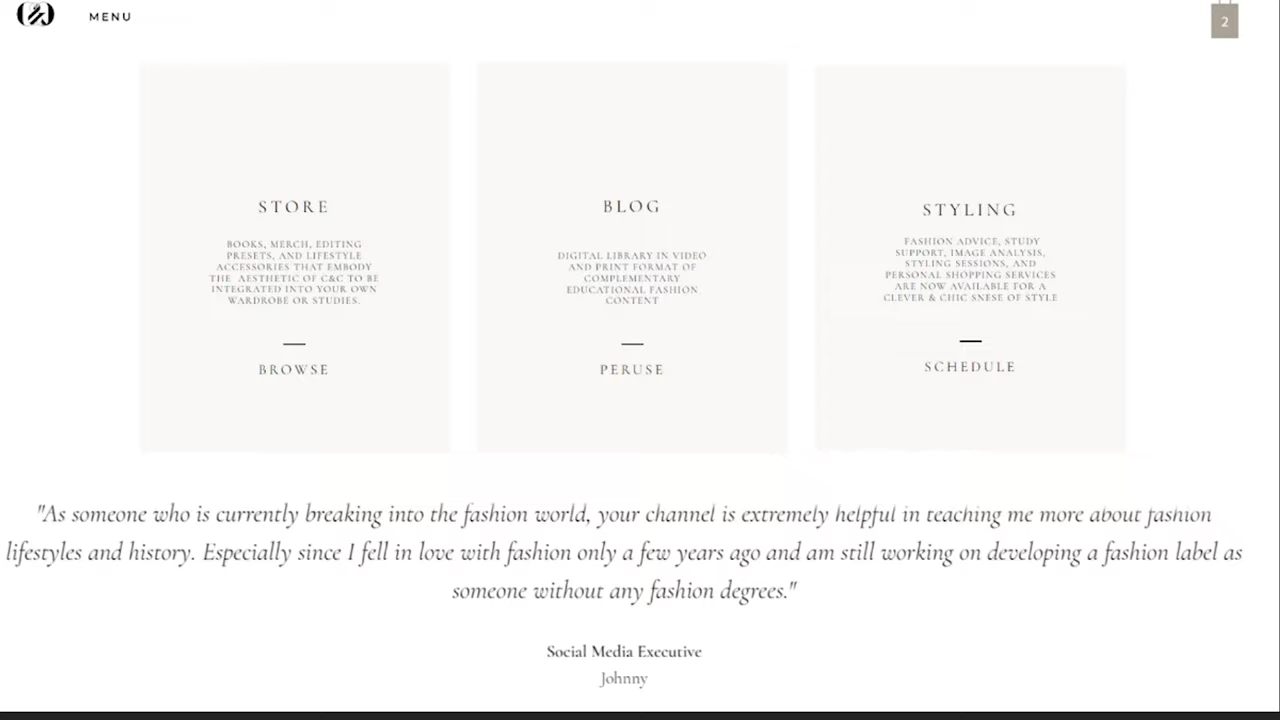 MENU
2
STORE
BOOKS, MERCH, EDITING
PRESETS, AND LIFESTYLE
ACCESSORIES THAT EMBODY
THE AESTHETIC OF C&C TO BE
INTEGRATED INTO YOUR OWN
WARDROBE OR STUDIES.
BROWSE
BLOG
DIGITAL LIBRARY IN VIDEO
AND PRINT FORMAT OF
COMPLEMENTARY
EDUCATIONAL FASHION
CONTENT
PERUSE
STYLING
FASHION ADVICE, STUDY
SUPPORT, IMAGE ANALYSIS,
STYLING SESSIONS, AND
PERSONAL SHOPPING SERVICES
ARE NOW AVAILABLE FOR A
CLEVER & CHIC SNESE OF STYLE
SCHEDULE
"As someone who is currently breaking into the fashion world, your channel is extremely helpful in teaching me more about fashion
lifestyles and history. Especially since I fell in love with fashion only a few years ago and am still working on developing a fashion label as
someone without any fashion degrees."
Social Media Executive
Johnny